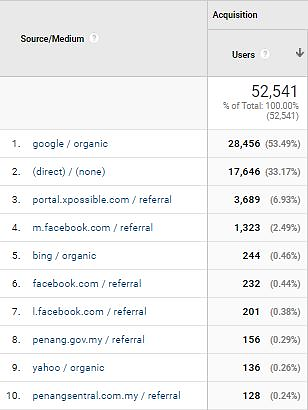 Acquisition
Source/Medium ?
Users ?
52,541
% of Total: 100.00%
(52,541)
1. google / organic 28,456 (53.49%)
2. (direct) / (none) 17,646 (33.17%)
3. portal.xpossible.com / referral 3,689 (6.93%)
4. m.facebook.com / referral 1,323 (2.49%)
5. bing / organic 244 (0.46%)
6. facebook.com / referral 232 (0.44%)
7. l.facebook.com / referral 201 (0.38%)
8. penang.gov.my / referral 156 (0.29%)
9. yahoo / organic 136 (0.26%)
10. penangsentral.com.my / referral 128 (0.24%)